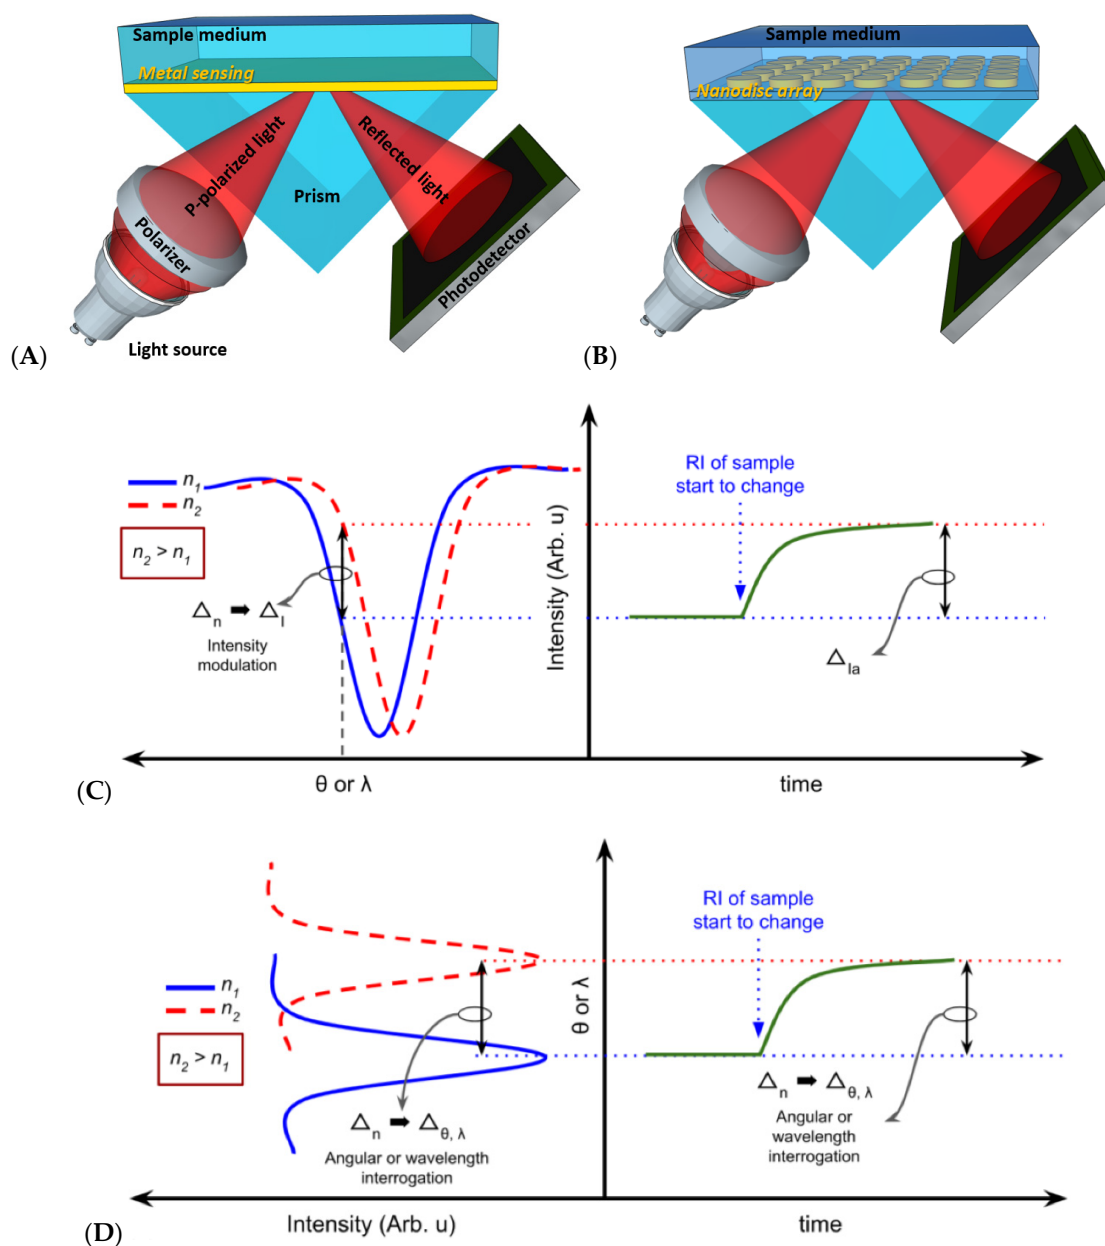 Sample medium
Metal sensing
P-polarized light
Reflected light
Prism
Polarizer
Photodetector
Light source
(A)
Sample medium
Nanodisc array
(B)
n1
n2
n2 > n1
Δn ➡ ΔI
Intensity
modulation
θ or λ
Intensity (Arb. u)
RI of sample
start to change
ΔIa
time
(C)
n1
n2
n2 > n1
Δn ➡ Δθ, λ
Angular or wavelength
interrogation
Intensity (Arb. u)
θ or λ
RI of sample
start to change
Δn ➡ Δθ, λ
Angular or
wavelength
interrogation
time
(D)